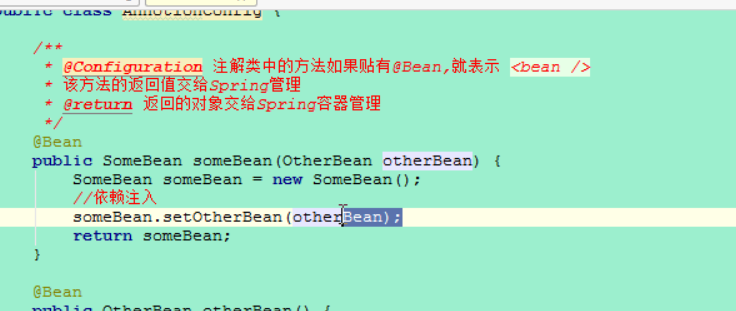 public class AnnotionConfig {
/**
* @Configuration 注解类中的方法如果贴有@Bean,就表示 <bean />
* 该方法的返回值交给Spring管理
* @return 返回的对象交给Spring容器管理
*/
@Bean
public SomeBean someBean(OtherBean otherBean) {
SomeBean someBean = new SomeBean();
//依赖注入
someBean.setOtherBean(otherBean);
return someBean;
}
@Bean
public OtherBean otherBean() {